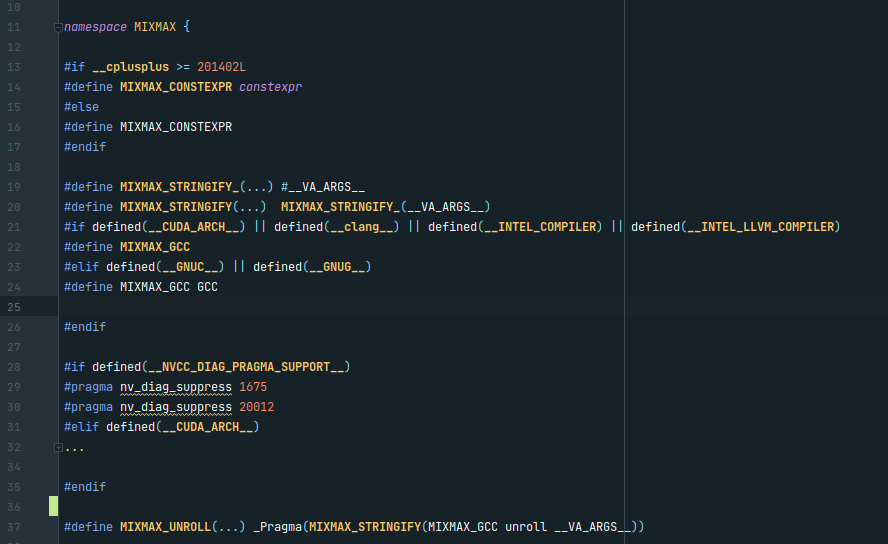 10
11 namespace MIXMAX {
12
13 #if __cplusplus >= 201402L
14 #define MIXMAX_CONSTEXPR constexpr
15 #else
16 #define MIXMAX_CONSTEXPR
17 #endif
18
19 #define MIXMAX_STRINGIFY_(...) #__VA_ARGS__
20 #define MIXMAX_STRINGIFY(...)  MIXMAX_STRINGIFY_(__VA_ARGS__)
21 #if defined(__CUDA_ARCH__) || defined(__clang__) || defined(__INTEL_COMPILER) || defined(__INTEL_LLVM_COMPILER)
22 #define MIXMAX_GCC
23 #elif defined(__GNUC__) || defined(__GNUG__)
24 #define MIXMAX_GCC GCC
25
26 #endif
27
28 #if defined(__NVCC_DIAG_PRAGMA_SUPPORT__)
29 #pragma nv_diag_suppress 1675
30 #pragma nv_diag_suppress 20012
31 #elif defined(__CUDA_ARCH__)
32 ...
34
35 #endif
36
37 #define MIXMAX_UNROLL(...) _Pragma(MIXMAX_STRINGIFY(MIXMAX_GCC unroll __VA_ARGS__))